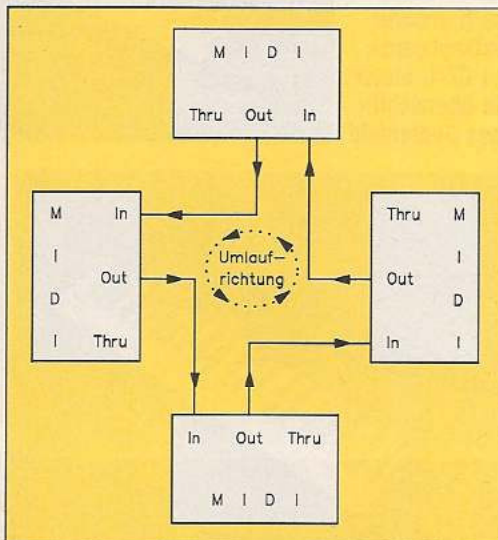 M I D I
Thru Out In
M
I
D
I
In
Out
Thru
Umlauf-
richtung
Thru
Out
In
M
I
D
I
In Out Thru
M I D I